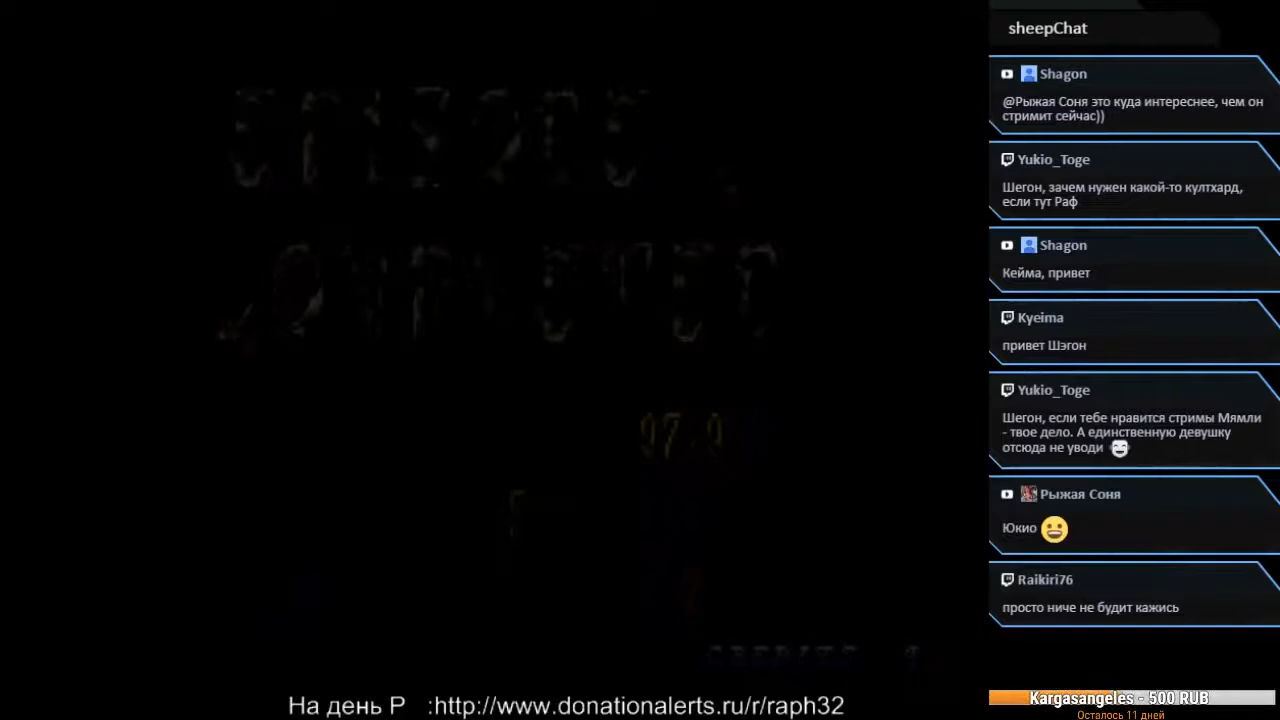 sheepChat
Shagon
@Рыжая Соня это куда интереснее, чем он
стримит сейчас))
Yukio_Toge
Шегон, зачем нужен какой-то култхард,
если тут Раф
Shagon
Кейма, привет
Kyeima
привет Шэгон
Yukio_Toge
Шегон, если тебе нравится стримы Мямли
- твое дело. А единственную девушку
отсюда не уводи
Рыжая Соня
Юкио
Raikiri76
просто ниче не будит кажись
CREDITS
На день Р :http://www.donationalerts.ru/r/raph32
Kargasangeles - 500 RUB
Осталось 11 дней